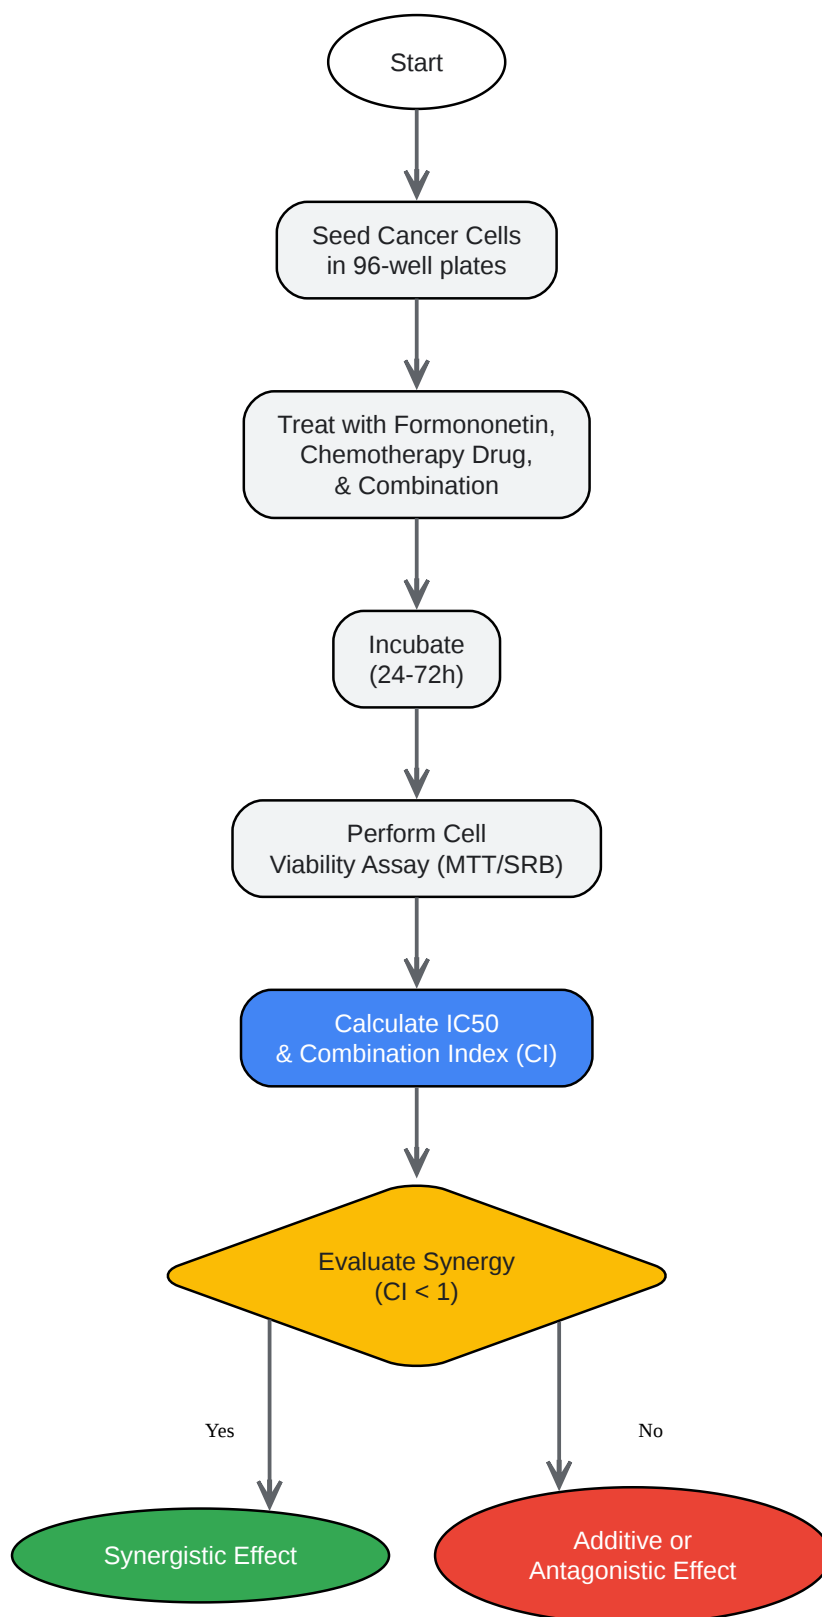 Start
Seed Cancer Cells
in 96-well plates
Treat with Formononetin,
Chemotherapy Drug,
& Combination
Incubate
(24-72h)
Perform Cell
Viability Assay (MTT/SRB)
Calculate IC50
& Combination Index (CI)
Evaluate Synergy
(CI < 1)
Yes
No
Synergistic Effect
Additive or
Antagonistic Effect